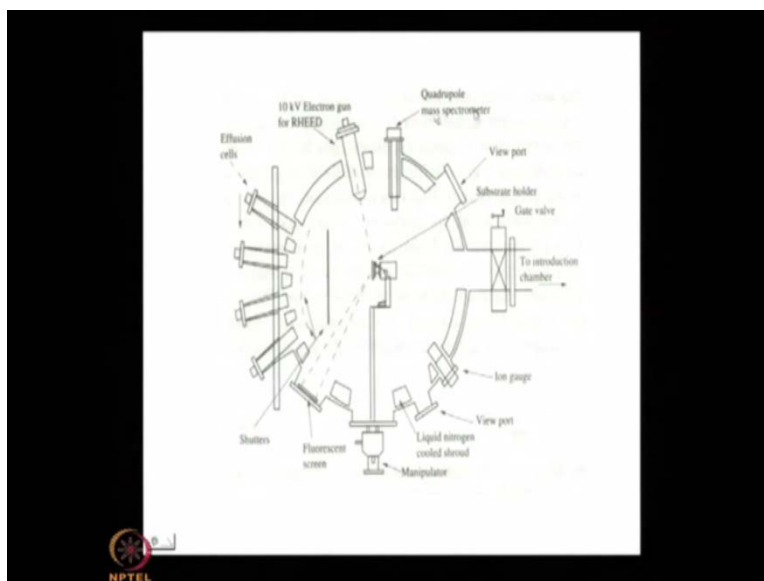 10 kV Electron gun
for RHEED
Quadrupole
mass spectrometer
Effusion
cells
View port
Substrate holder
Gate valve
To introduction
chamber
Ion gauge
View port
Liquid nitrogen
cooled shroud
Shutters
Fluorescent
screen
Manipulator
NPTEL